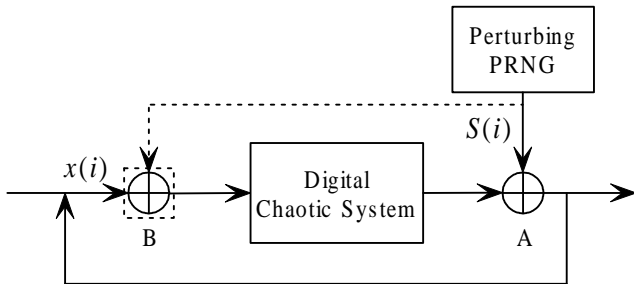 Perturbing
PRNG
S(i)
x(i)
Digital
Chaotic System
B
A